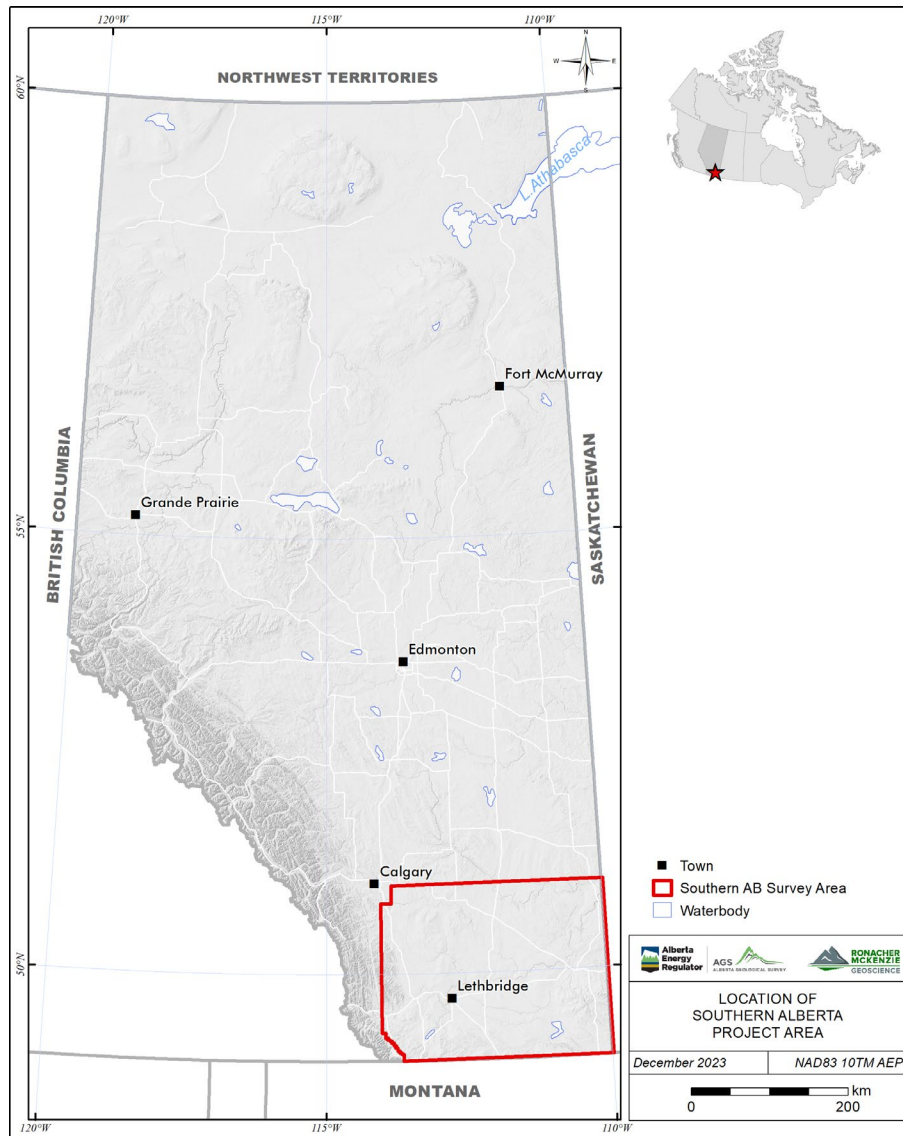 120°W
115°W
110°W
N
W
E
S
NORTHWEST TERRITORIES
60°N
L.Athabasca
Fort McMurray
BRITISH COLUMBIA
SASKATCHEWAN
Grande Prairie
55°N
Edmonton
Calgary
Town
Southern AB Survey Area
Waterbody
50°N
Lethbridge
Alberta
Energy
Regulator
AGS
ALBERTA GEOLOGICAL SURVEY
RONACHER
MCKENZIE
GEOSCIENCE
LOCATION OF
SOUTHERN ALBERTA
PROJECT AREA
December 2023
NAD83 10TM AEP
MONTANA
km
0
200
120°W
115°W
110°W